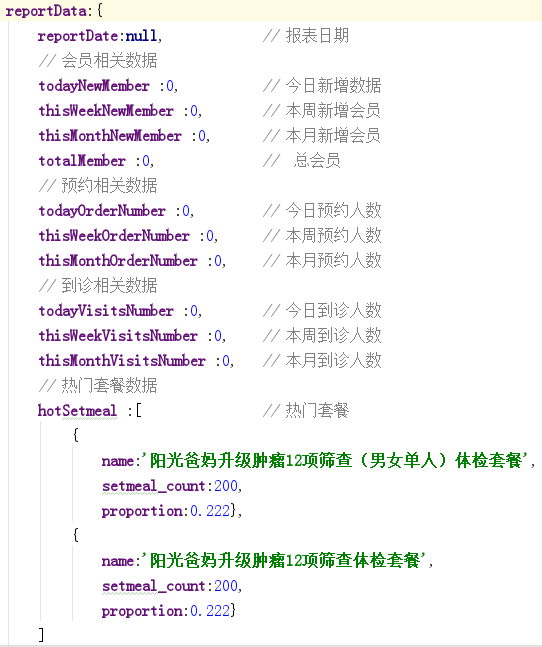 reportData:{
reportDate:null, // 报表日期
// 会员相关数据
todayNewMember :0, // 今日新增数据
thisWeekNewMember :0, // 本周新增会员
thisMonthNewMember :0, // 本月新增会员
totalMember :0, // 总会员
// 预约相关数据
todayOrderNumber :0, // 今日预约人数
thisWeekOrderNumber :0, // 本周预约人数
thisMonthOrderNumber :0, // 本月预约人数
// 到诊相关数据
todayVisitsNumber :0, // 今日到诊人数
thisWeekVisitsNumber :0, // 本周到诊人数
thisMonthVisitsNumber :0, // 本月到诊人数
// 热门套餐数据
hotSetmeal :[ // 热门套餐
{
name:'阳光爸妈升级肿瘤12项筛查（男女单人）体检套餐',
setmeal_count:200,
proportion:0.222},
{
name:'阳光爸妈升级肿瘤12项筛查体检套餐',
setmeal_count:200,
proportion:0.222}
]